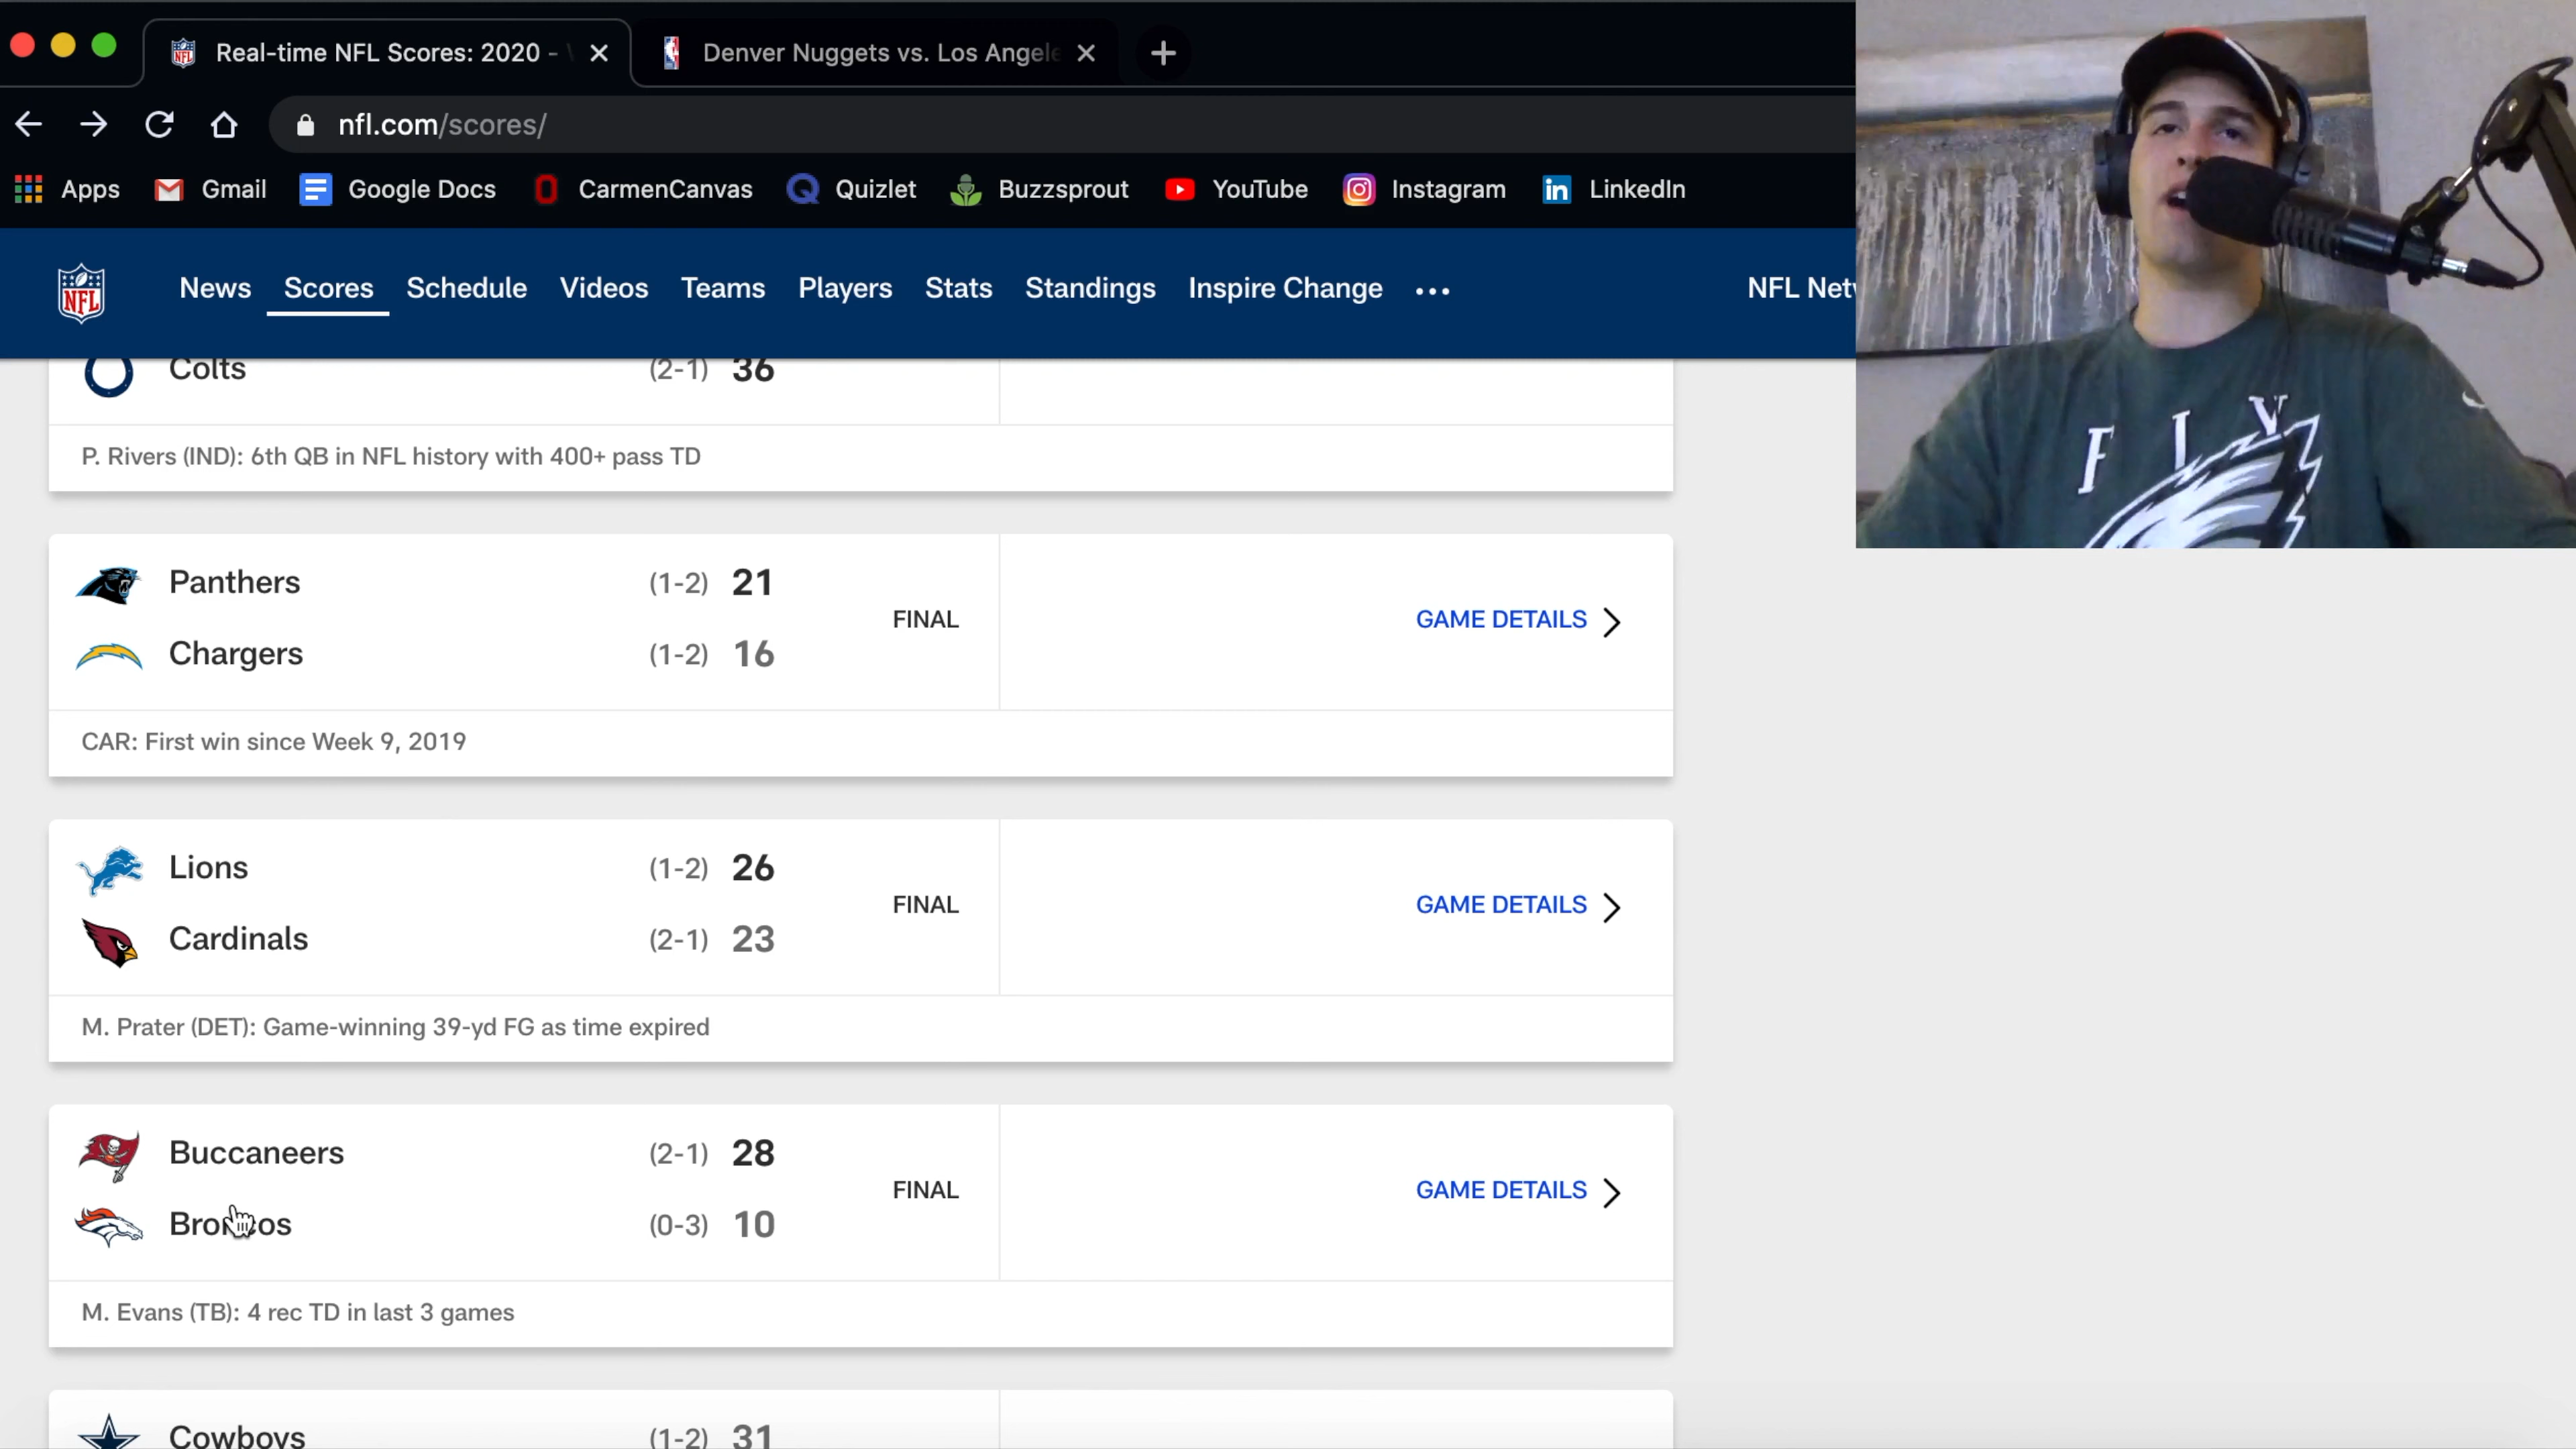 Real-time NFL Scores: 2020 -
Denver Nuggets vs. Los Angele
nfl.com/scores/
Apps Gmail Google Docs CarmenCanvas Quizlet Buzzsprout YouTube Instagram LinkedIn
NFL News Scores Schedule Videos Teams Players Stats Standings Inspire Change ... NFL Netw
Colts (2-1) 36
P. Rivers (IND): 6th QB in NFL history with 400+ pass TD
Panthers (1-2) 21
FINAL GAME DETAILS
Chargers (1-2) 16
CAR: First win since Week 9, 2019
Lions (1-2) 26
FINAL GAME DETAILS
Cardinals (2-1) 23
M. Prater (DET): Game-winning 39-yd FG as time expired
Buccaneers (2-1) 28
FINAL GAME DETAILS
Broncos (0-3) 10
M. Evans (TB): 4 rec TD in last 3 games
Cowboys (1-2) 31
FLY